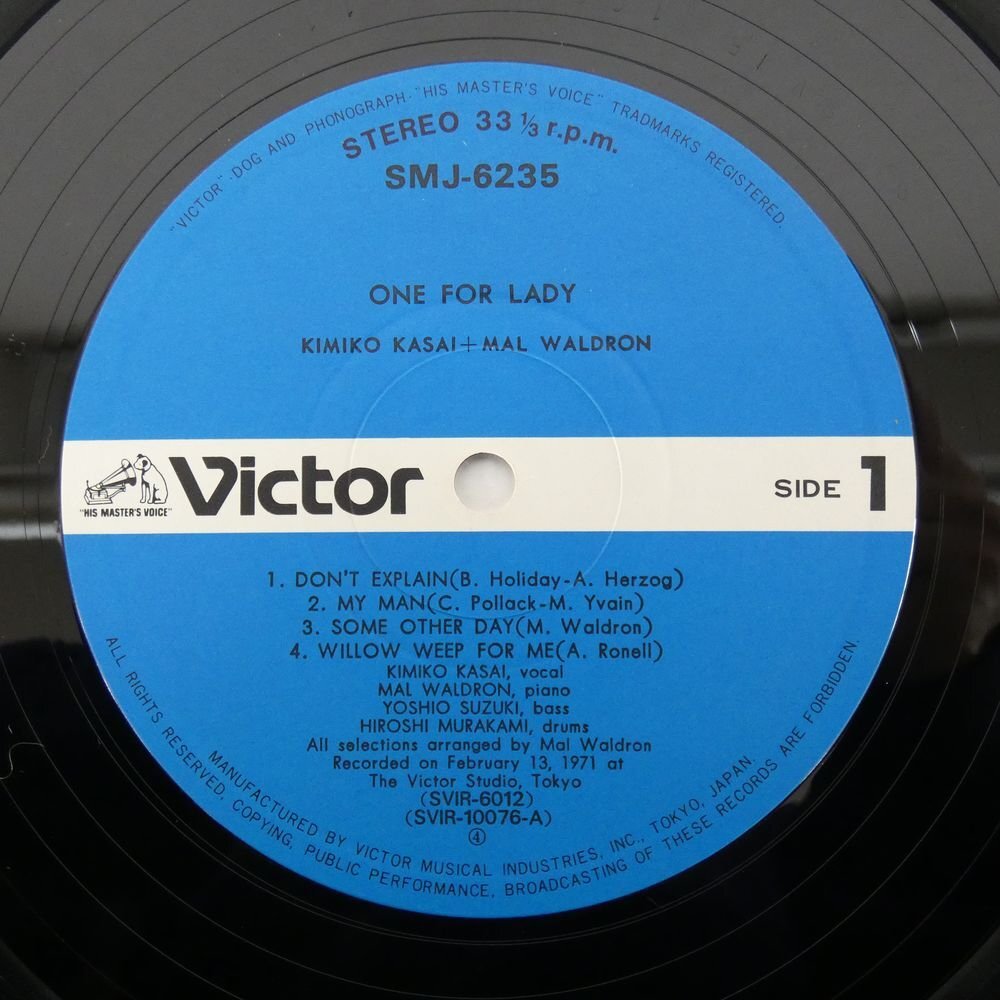 "VICTOR"-DOG AND PHONOGRAPH-"HIS MASTER'S VOICE" TRADMARKS REGISTERED.
STEREO 33 1/3 r.p.m.
SMJ-6235
ONE FOR LADY
KIMIKO KASAI+MAL WALDRON
"HIS MASTER'S VOICE"
Victor
SIDE 1
1. DON'T EXPLAIN(B. Holiday-A. Herzog)
2. MY MAN(C. Pollack-M. Yvain)
3. SOME OTHER DAY(M. Waldron)
4. WILLOW WEEP FOR ME(A. Ronell)
KIMIKO KASAI, vocal
MAL WALDRON, piano
YOSHIO SUZUKI, bass
HIROSHI MURAKAMI, drums
All selections arranged by Mal Waldron
Recorded on February 13, 1971 at
The Victor Studio, Tokyo
(SVIR-6012)
(SVIR-10076-A)
④
MANUFACTURED BY VICTOR MUSICAL INDUSTRIES, INC., TOKYO, JAPAN.
ALL RIGHTS RESERVED, COPYING, PUBLIC PERFORMANCE, BROADCASTING OF THESE RECORDS ARE FORBIDDEN.